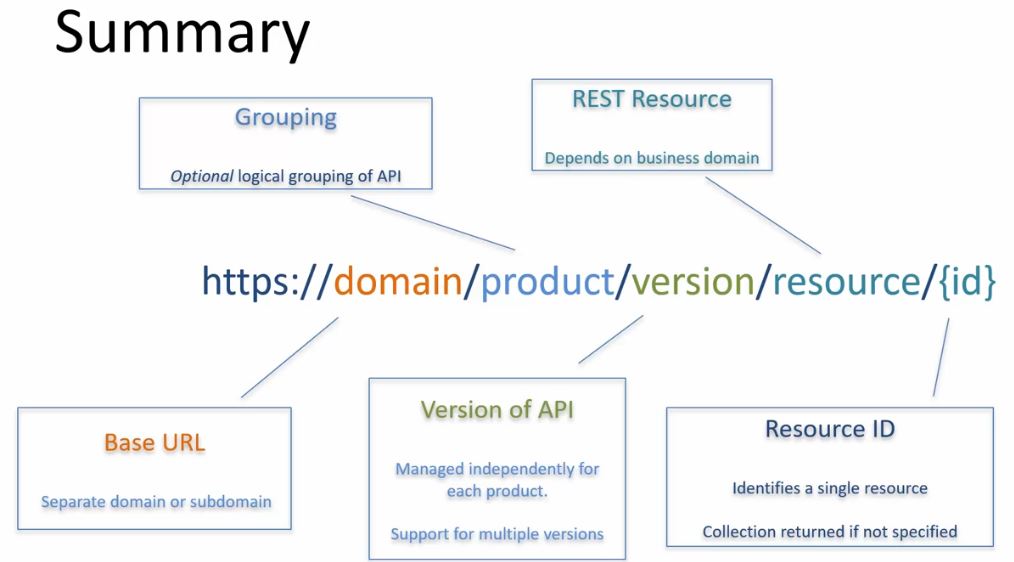 Summary
Grouping
Optional logical grouping of API
REST Resource
Depends on business domain
https://domain/product/version/resource/{id}
Base URL
Separate domain or subdomain
Version of API
Managed independently for
each product.
Support for multiple versions
Resource ID
Identifies a single resource
Collection returned if not specified